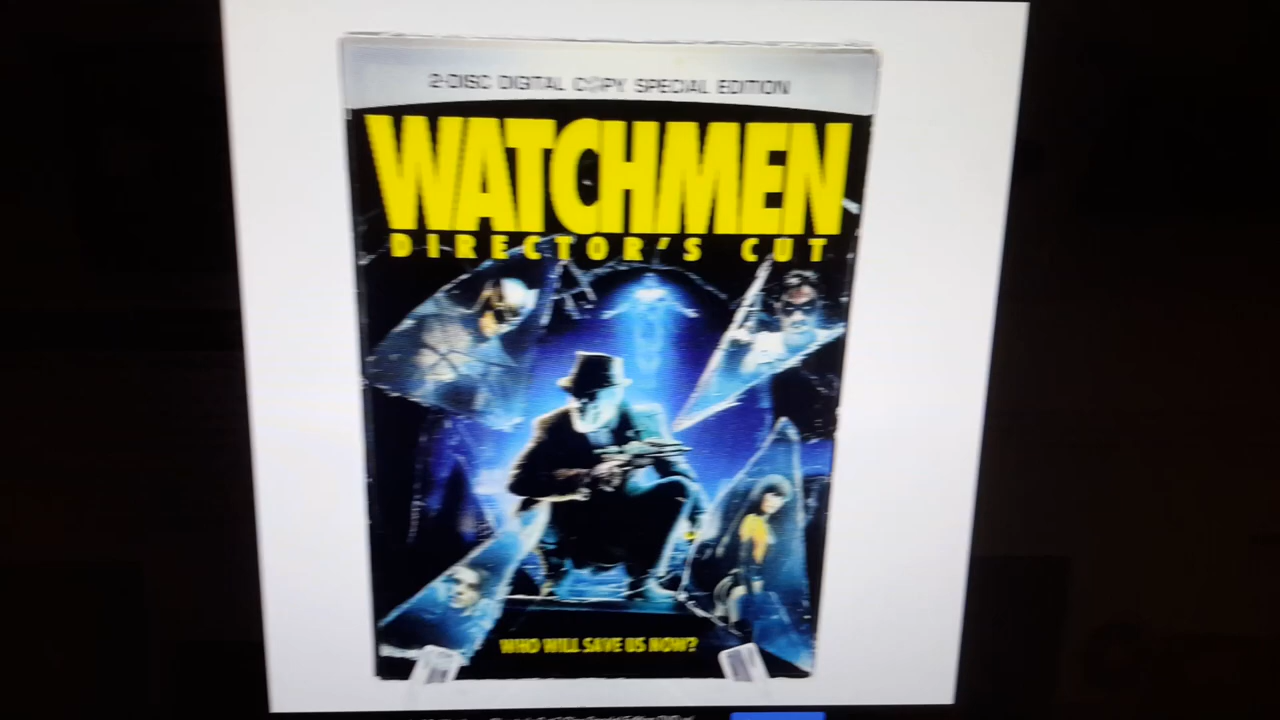 2-DISC DIGITAL COPY SPECIAL EDITION
WATCHMEN
DIRECTOR'S CUT
WHO WILL SAVE US NOW?